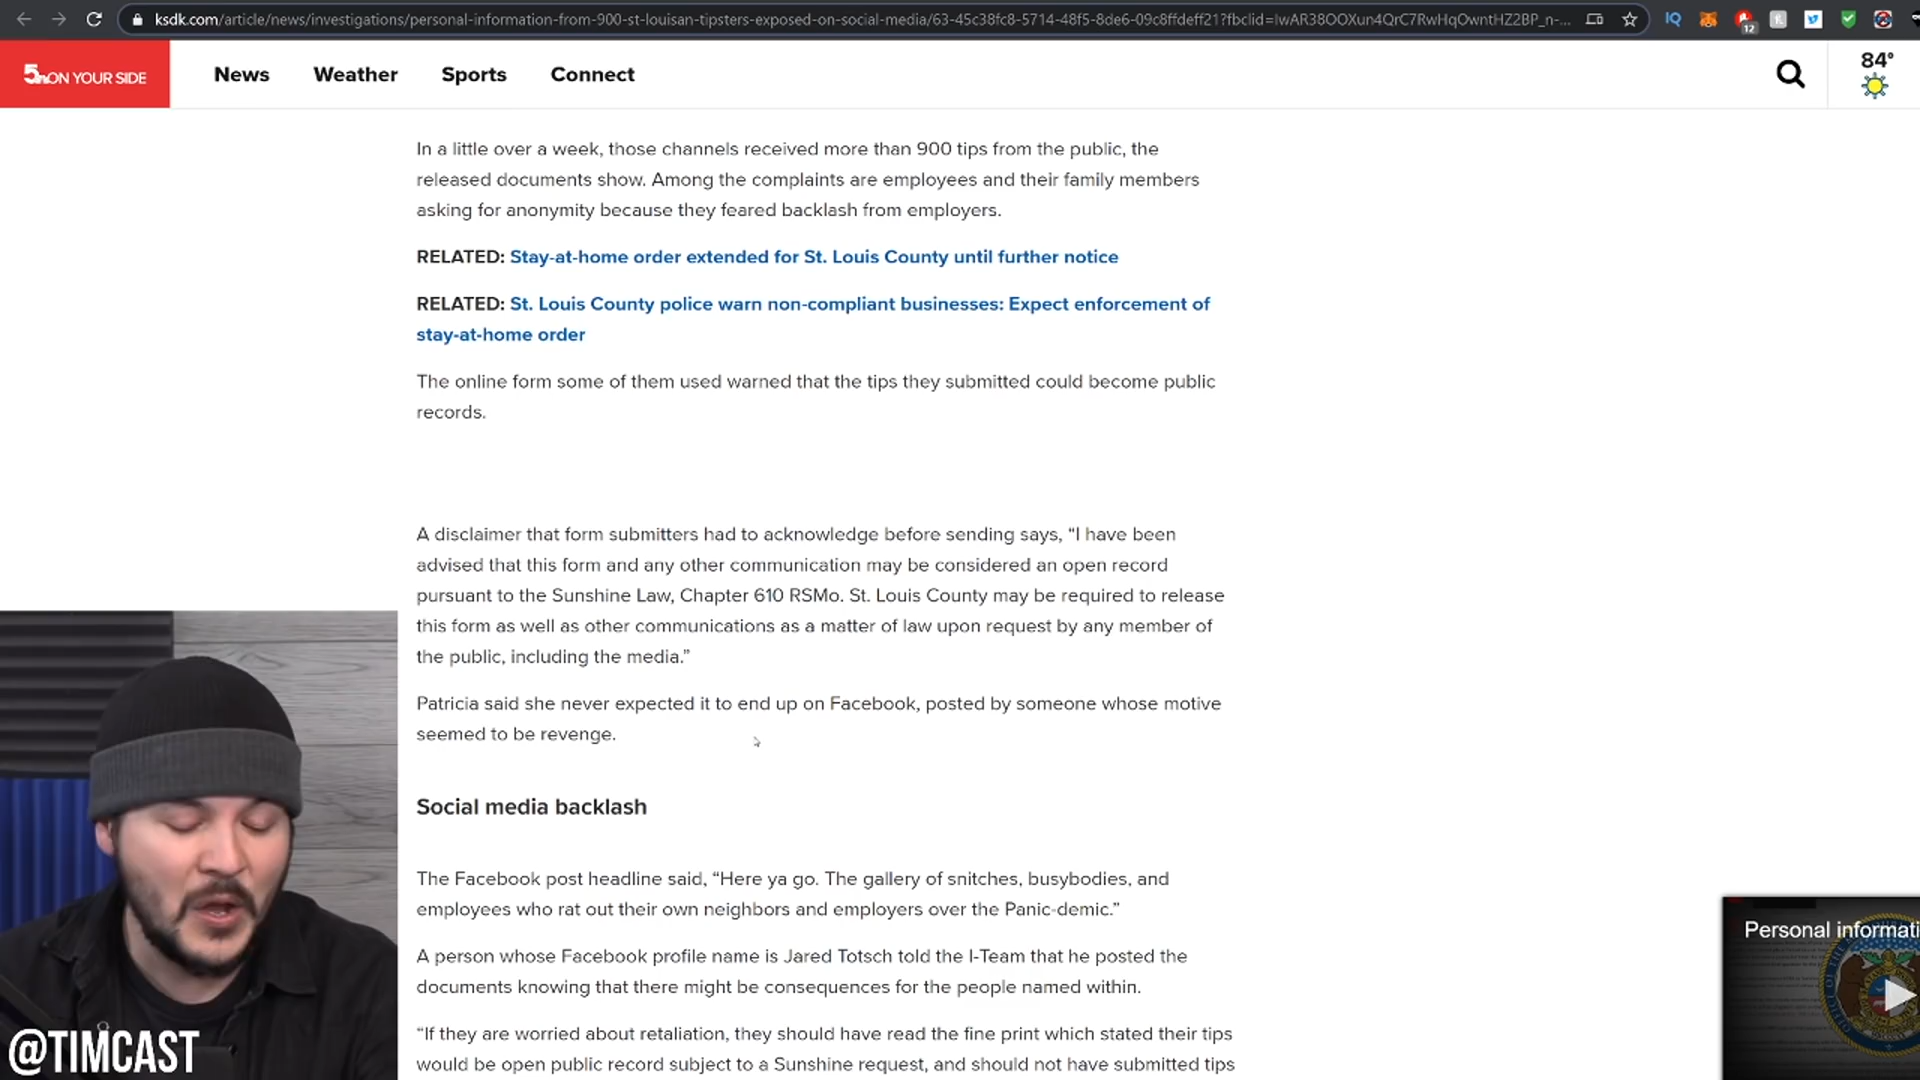 ksdk.com/article/news/investigations/personal-information-from-900-st-louisan-tipsters-exposed-on-social-media/63-45c38fc8-5714-48f5-8de6-09c8ffdeff21?fbclid=IwAR38OOXun4QrC7RwHqOwntHZ2BP_n-...
IQ
12
5 ON YOUR SIDE
News
Weather
Sports
Connect
84°
In a little over a week, those channels received more than 900 tips from the public, the
released documents show. Among the complaints are employees and their family members
asking for anonymity because they feared backlash from employers.
RELATED: Stay-at-home order extended for St. Louis County until further notice
RELATED: St. Louis County police warn non-compliant businesses: Expect enforcement of
stay-at-home order
The online form some of them used warned that the tips they submitted could become public
records.
A disclaimer that form submitters had to acknowledge before sending says, “I have been
advised that this form and any other communication may be considered an open record
pursuant to the Sunshine Law, Chapter 610 RSMo. St. Louis County may be required to release
this form as well as other communications as a matter of law upon request by any member of
the public, including the media.”
Patricia said she never expected it to end up on Facebook, posted by someone whose motive
seemed to be revenge.
Social media backlash
The Facebook post headline said, “Here ya go. The gallery of snitches, busybodies, and
employees who rat out their own neighbors and employers over the Panic-demic.”
Personal informati
A person whose Facebook profile name is Jared Totsch told the I-Team that he posted the
documents knowing that there might be consequences for the people named within.
“If they are worried about retaliation, they should have read the fine print which stated their tips
would be open public record subject to a Sunshine request, and should not have submitted tips
@TIMCAST